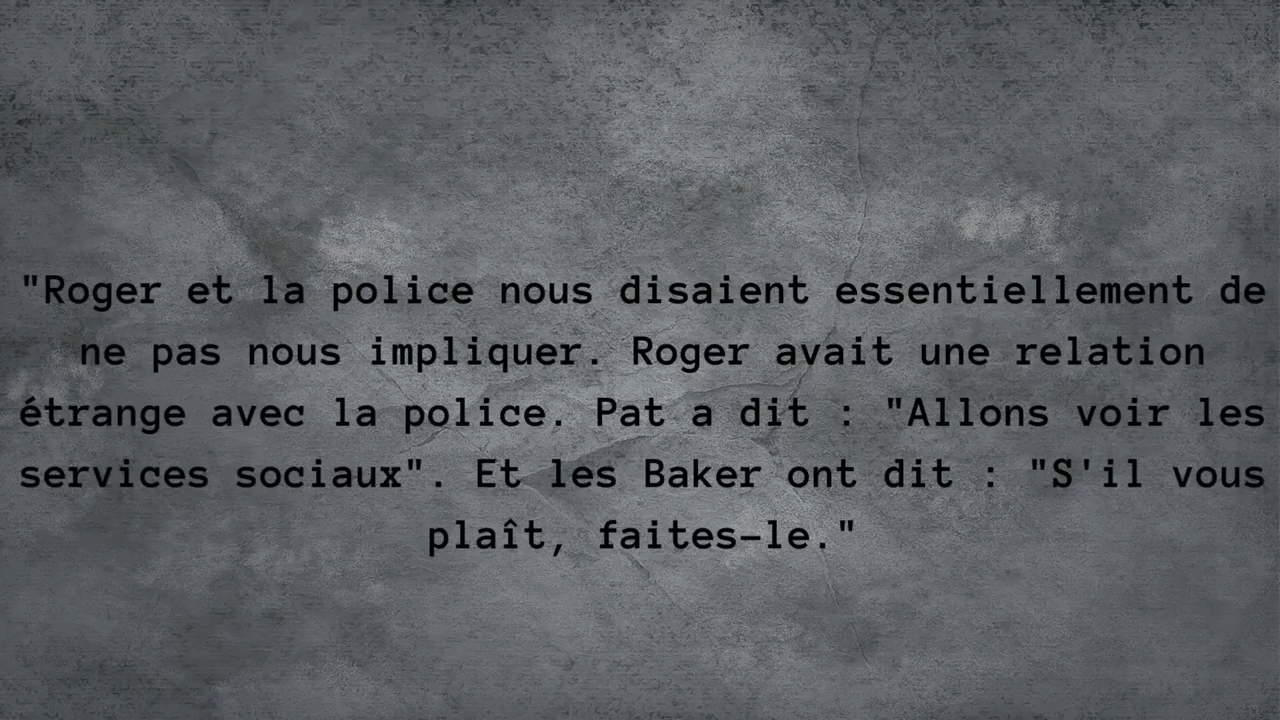 "Roger et la police nous disaient essentiellement de
ne pas nous impliquer. Roger avait une relation
étrange avec la police. Pat a dit : "Allons voir les
services sociaux". Et les Baker ont dit : "S'il vous
plaît, faites-le."